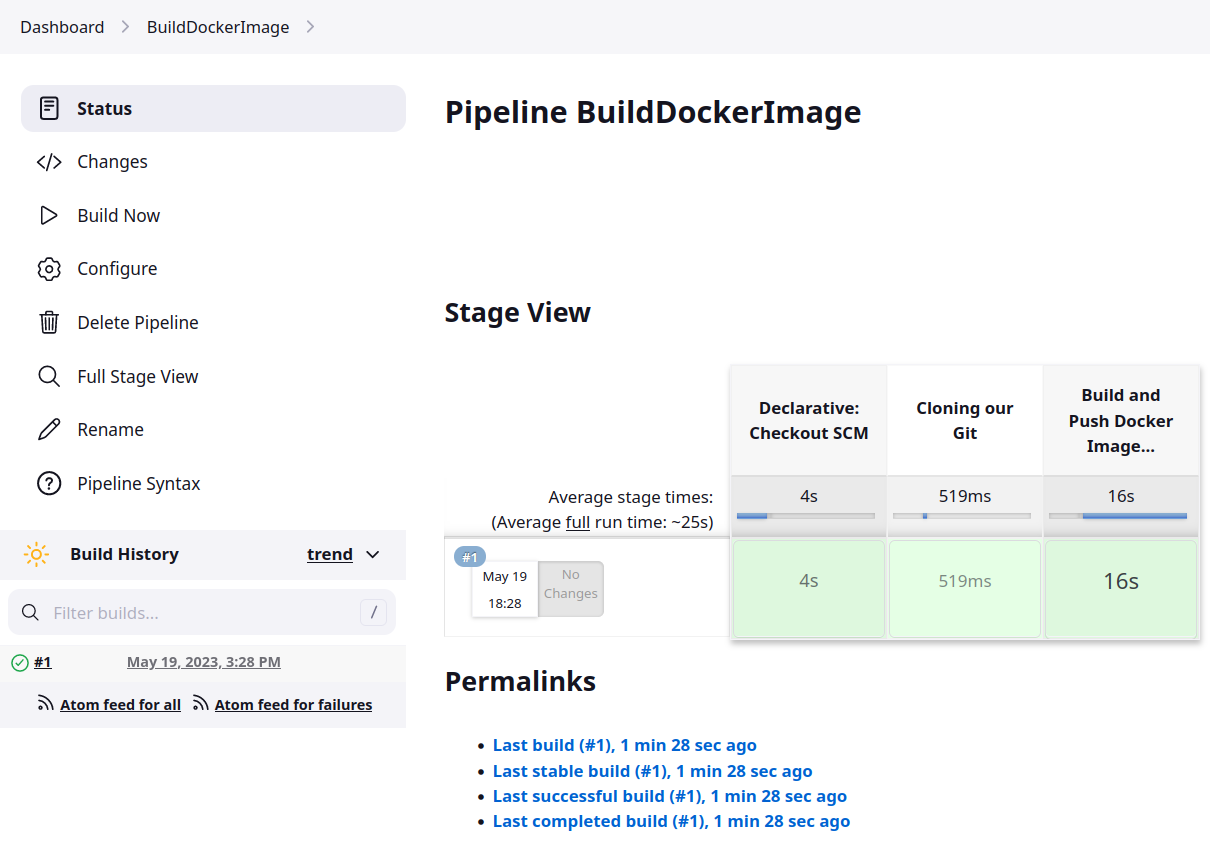 Dashboard
BuildDockerImage
Status
Changes
Build Now
Configure
Delete Pipeline
Full Stage View
Rename
Pipeline Syntax
Build History
trend
Filter builds...
/
#1
May 19, 2023, 3:28 PM
Atom feed for all
Atom feed for failures
Pipeline BuildDockerImage
Stage View
Declarative:
Checkout SCM
Cloning our
Git
Build and
Push Docker
Image...
Average stage times:
(Average full run time: ~25s)
4s
519ms
16s
#1
May 19
18:28
No
Changes
4s
519ms
16s
Permalinks
Last build (#1), 1 min 28 sec ago
Last stable build (#1), 1 min 28 sec ago
Last successful build (#1), 1 min 28 sec ago
Last completed build (#1), 1 min 28 sec ago